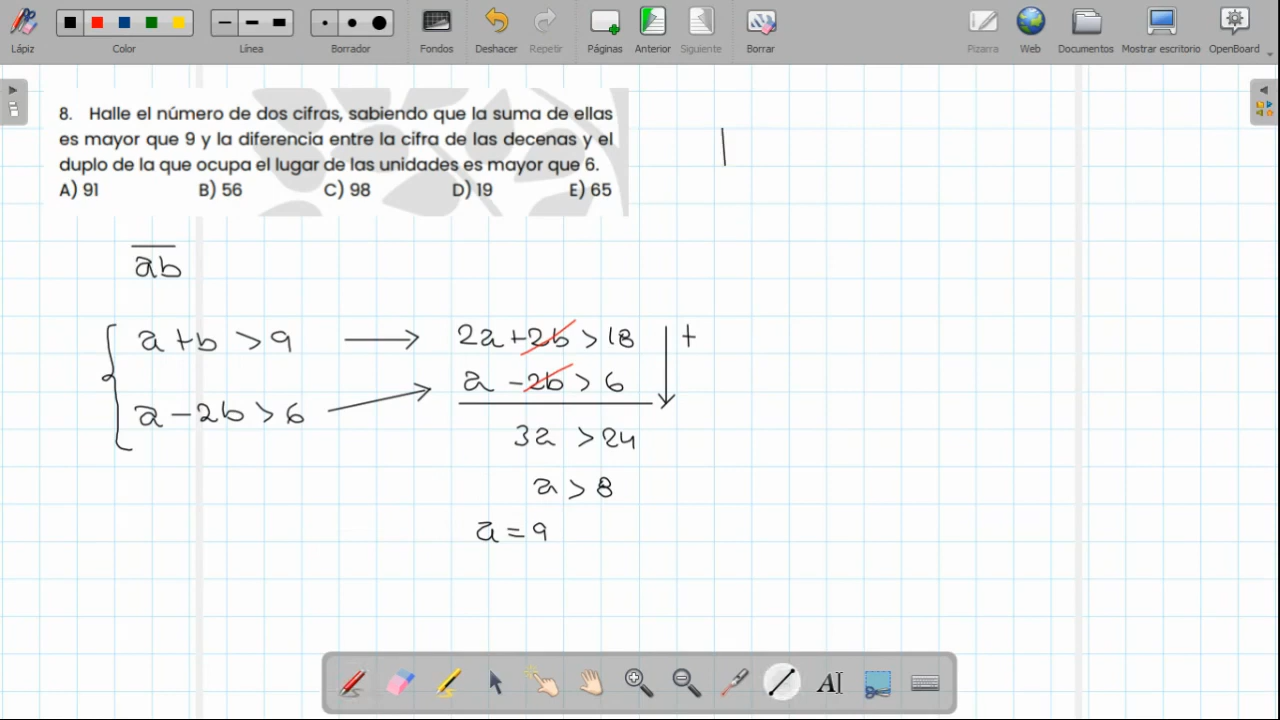 Lápiz Color Línea Borrador Fondos Deshacer Repetir Páginas Anterior Siguiente Borrar Pizarra Web Documentos Mostrar escritorio OpenBoard
8. Halle el número de dos cifras, sabiendo que la suma de ellas
es mayor que 9 y la diferencia entre la cifra de las decenas y el
duplo de la que ocupa el lugar de las unidades es mayor que 6.
A) 91 B) 56 C) 98 D) 19 E) 65
ab
a + b > 9 → 2a + 2b > 18 +
a - 2b > 6 → a - 2b > 6
3a > 24
a > 8
a = 9
AI